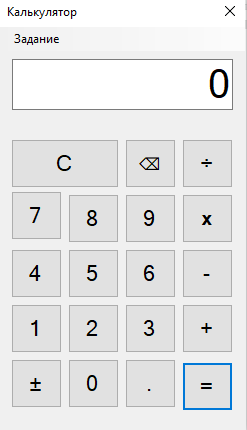 Калькулятор
Задание
0
C ⌫ ÷
7 8 9 x
4 5 6 -
1 2 3 +
± 0 . =